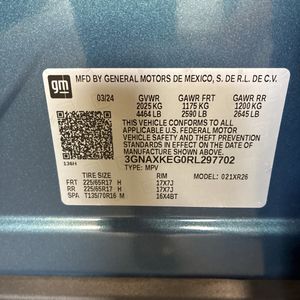 gm
MFD BY GENERAL MOTORS DE MEXICO, S. DE R.L. DE C.V.
03/24 GVWR GAWR FRT GAWR RR
2025 KG 1175 KG 1200 KG
4464 LB 2590 LB 2645 LB
THIS VEHICLE CONFORMS TO ALL
APPLICABLE U.S. FEDERAL MOTOR
VEHICLE SAFETY AND THEFT PREVENTION
STANDARDS IN EFFECT ON THE DATE OF
MANUFACTURE SHOWN ABOVE.
136H
3GNAXKEG0RL297702
TYPE: MPV MODEL: 021XR26
TIRE SIZE RIM
FRT 225/65R17 H 17X7J
RR 225/65R17 H 17X7J
SPA T135/70R16 M 16X4BT